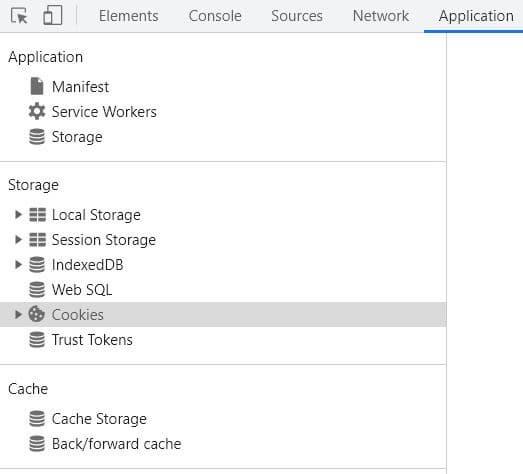 Elements Console Sources Network Application
Application
Manifest
Service Workers
Storage
Storage
Local Storage
Session Storage
IndexedDB
Web SQL
Cookies
Trust Tokens
Cache
Cache Storage
Back/forward cache